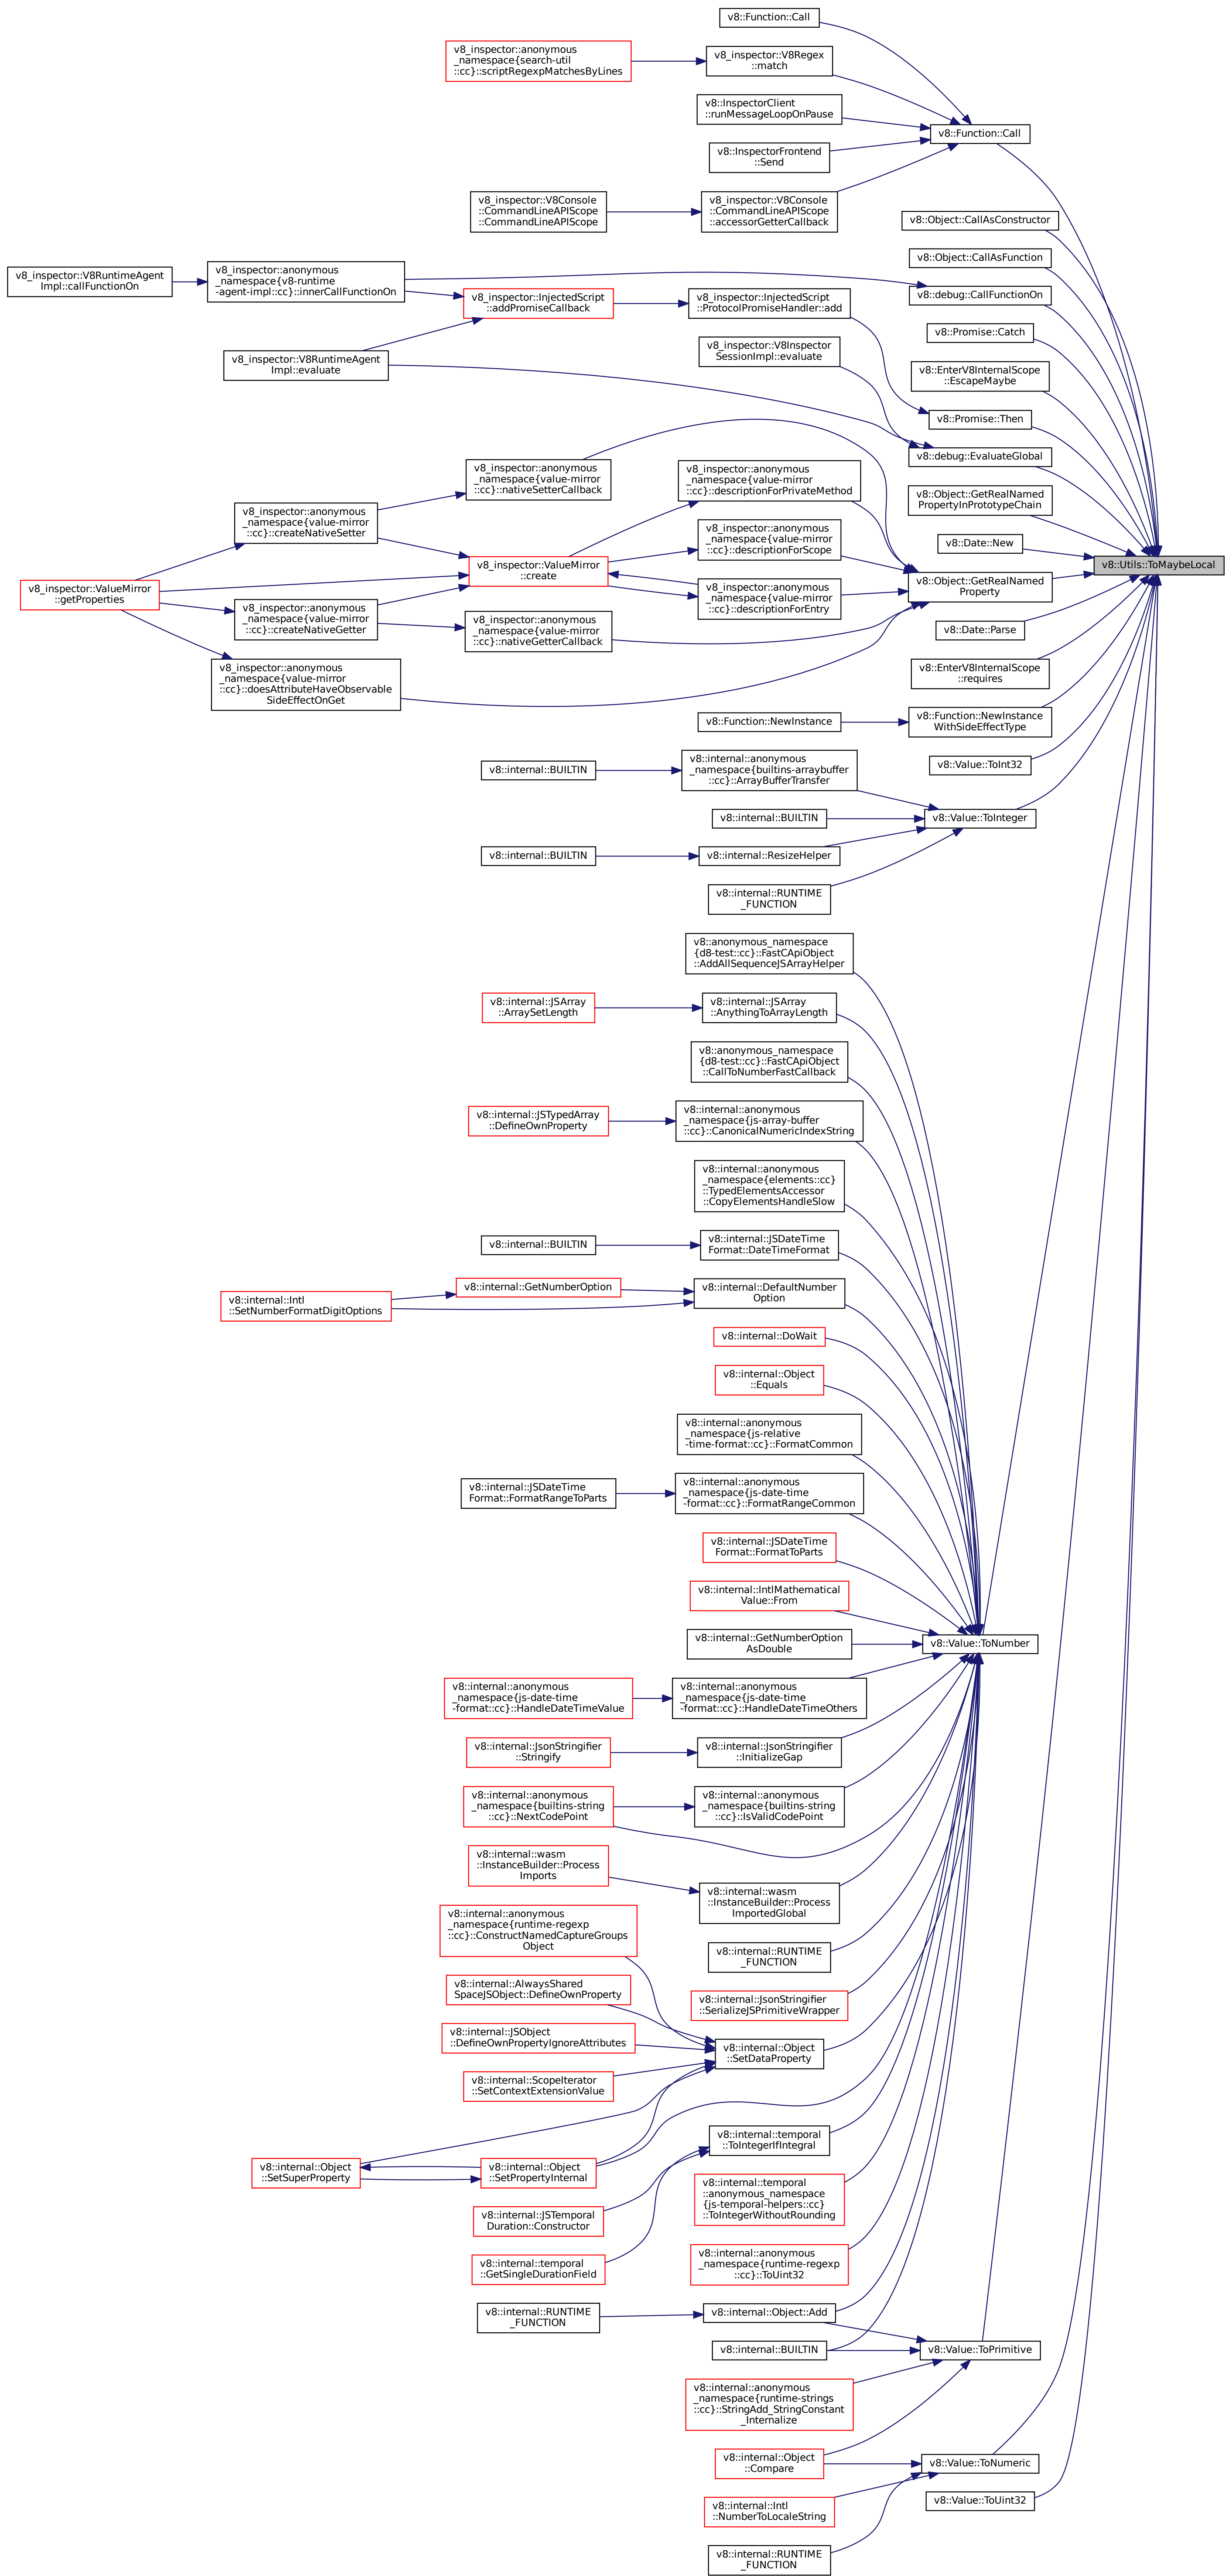 v8::Function::Call
v8_inspector::anonymous
_namespace{search-util
::cc}::scriptRegexpMatchesByLines
v8_inspector::V8Regex
::match
v8::InspectorClient
::runMessageLoopOnPause
v8::Function::Call
v8::InspectorFrontend
::Send
v8_inspector::V8Console
::CommandLineAPIScope
::CommandLineAPIScope
v8_inspector::V8Console
::CommandLineAPIScope
::accessorGetterCallback
v8::Object::CallAsConstructor
v8::Object::CallAsFunction
v8_inspector::V8RuntimeAgent
Impl::callFunctionOn
v8_inspector::anonymous
_namespace{v8-runtime
-agent-impl::cc}::innerCallFunctionOn
v8::debug::CallFunctionOn
v8_inspector::InjectedScript
::addPromiseCallback
v8_inspector::InjectedScript
::ProtocolPromiseHandler::add
v8::Promise::Catch
v8_inspector::V8RuntimeAgent
Impl::evaluate
v8_inspector::V8Inspector
SessionImpl::evaluate
v8::EnterV8InternalScope
::EscapeMaybe
v8::Promise::Then
v8::debug::EvaluateGlobal
v8_inspector::anonymous
_namespace{value-mirror
::cc}::nativeSetterCallback
v8_inspector::anonymous
_namespace{value-mirror
::cc}::descriptionForPrivateMethod
v8::Object::GetRealNamed
PropertyInPrototypeChain
v8_inspector::anonymous
_namespace{value-mirror
::cc}::createNativeSetter
v8_inspector::anonymous
_namespace{value-mirror
::cc}::descriptionForScope
v8::Date::New
v8::Utils::ToMaybeLocal
v8_inspector::ValueMirror
::getProperties
v8_inspector::ValueMirror
::create
v8_inspector::anonymous
_namespace{value-mirror
::cc}::descriptionForEntry
v8::Object::GetRealNamed
Property
v8_inspector::anonymous
_namespace{value-mirror
::cc}::createNativeGetter
v8_inspector::anonymous
_namespace{value-mirror
::cc}::nativeGetterCallback
v8::Date::Parse
v8_inspector::anonymous
_namespace{value-mirror
::cc}::doesAttributeHaveObservable
SideEffectOnGet
v8::EnterV8InternalScope
::requires
v8::Function::NewInstance
v8::Function::NewInstance
WithSideEffectType
v8::Value::ToInt32
v8::internal::BUILTIN
v8::internal::anonymous
_namespace{builtins-arraybuffer
::cc}::ArrayBufferTransfer
v8::internal::BUILTIN
v8::Value::ToInteger
v8::internal::BUILTIN
v8::internal::ResizeHelper
v8::internal::RUNTIME
_FUNCTION
v8::anonymous_namespace
{d8-test::cc}::FastCApiObject
::AddAllSequenceJSArrayHelper
v8::internal::JSArray
::ArraySetLength
v8::internal::JSArray
::AnythingToArrayLength
v8::anonymous_namespace
{d8-test::cc}::FastCApiObject
::CallToNumberFastCallback
v8::internal::JSTypedArray
::DefineOwnProperty
v8::internal::anonymous
_namespace{js-array-buffer
::cc}::CanonicalNumericIndexString
v8::internal::anonymous
_namespace{elements::cc}
::TypedElementsAccessor
::CopyElementsHandleSlow
v8::internal::BUILTIN
v8::internal::JSDateTime
Format::DateTimeFormat
v8::internal::Intl
::SetNumberFormatDigitOptions
v8::internal::GetNumberOption
v8::internal::DefaultNumber
Option
v8::internal::DoWait
v8::internal::Object
::Equals
v8::internal::anonymous
_namespace{js-relative
-time-format::cc}::FormatCommon
v8::internal::JSDateTime
Format::FormatRangeToParts
v8::internal::anonymous
_namespace{js-date-time
-format::cc}::FormatRangeCommon
v8::internal::JSDateTime
Format::FormatToParts
v8::internal::IntlMathematical
Value::From
v8::internal::GetNumberOption
AsDouble
v8::Value::ToNumber
v8::internal::anonymous
_namespace{js-date-time
-format::cc}::HandleDateTimeValue
v8::internal::anonymous
_namespace{js-date-time
-format::cc}::HandleDateTimeOthers
v8::internal::JsonStringifier
::Stringify
v8::internal::JsonStringifier
::InitializeGap
v8::internal::anonymous
_namespace{builtins-string
::cc}::NextCodePoint
v8::internal::anonymous
_namespace{builtins-string
::cc}::IsValidCodePoint
v8::internal::wasm
::InstanceBuilder::Process
Imports
v8::internal::wasm
::InstanceBuilder::Process
ImportedGlobal
v8::internal::anonymous
_namespace{runtime-regexp
::cc}::ConstructNamedCaptureGroups
Object
v8::internal::RUNTIME
_FUNCTION
v8::internal::AlwaysShared
SpaceJSObject::DefineOwnProperty
v8::internal::JsonStringifier
::SerializeJSPrimitiveWrapper
v8::internal::JSObject
::DefineOwnPropertyIgnoreAttributes
v8::internal::Object
::SetDataProperty
v8::internal::ScopeIterator
::SetContextExtensionValue
v8::internal::temporal
::ToIntegerIfIntegral
v8::internal::Object
::SetSuperProperty
v8::internal::Object
::SetPropertyInternal
v8::internal::temporal
::anonymous_namespace
{js-temporal-helpers::cc}
::ToIntegerWithoutRounding
v8::internal::JSTemporal
Duration::Constructor
v8::internal::temporal
::GetSingleDurationField
v8::internal::anonymous
_namespace{runtime-regexp
::cc}::ToUint32
v8::internal::RUNTIME
_FUNCTION
v8::internal::Object::Add
v8::internal::BUILTIN
v8::Value::ToPrimitive
v8::internal::anonymous
_namespace{runtime-strings
::cc}::StringAdd_StringConstant
_Internalize
v8::internal::Object
::Compare
v8::Value::ToNumeric
v8::internal::Intl
::NumberToLocaleString
v8::Value::ToUint32
v8::internal::RUNTIME
_FUNCTION